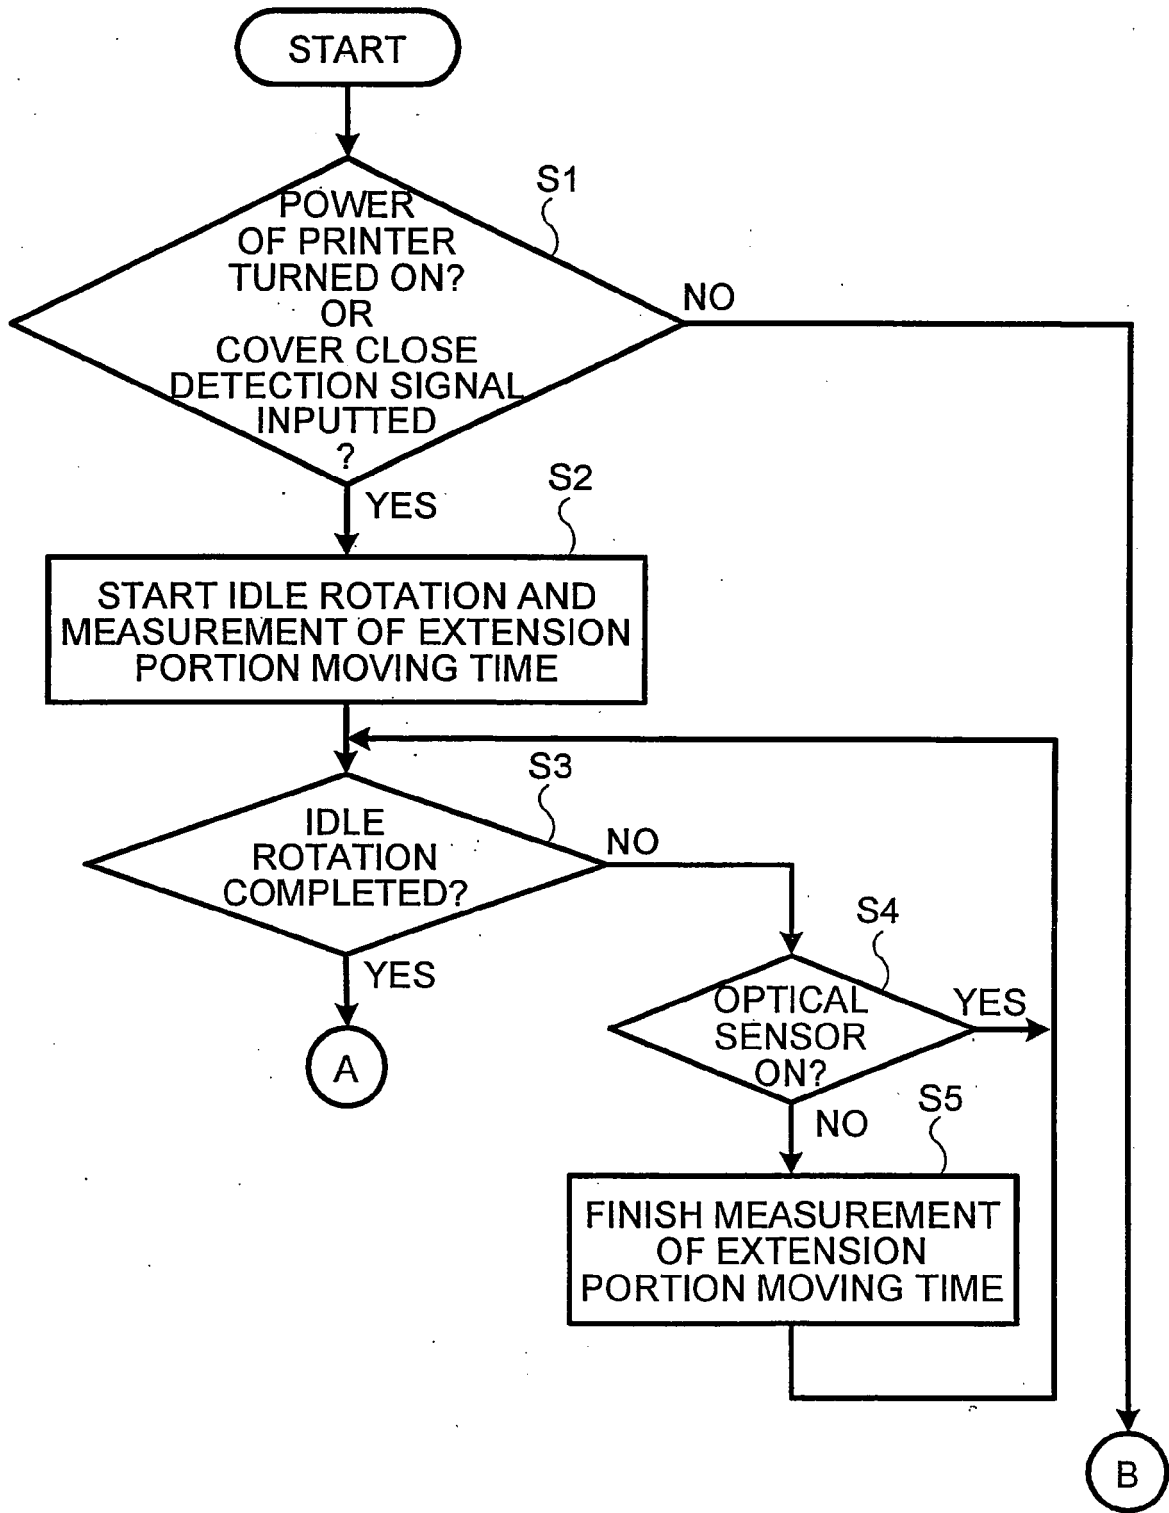 START
S1
POWER
OF PRINTER
TURNED ON?
OR
COVER CLOSE
DETECTION SIGNAL
INPUTTED
?
NO
YES
S2
START IDLE ROTATION AND
MEASUREMENT OF EXTENSION
PORTION MOVING TIME
S3
IDLE
ROTATION
COMPLETED?
NO
YES
A
S4
OPTICAL
SENSOR
ON?
YES
NO
S5
FINISH MEASUREMENT
OF EXTENSION
PORTION MOVING TIME
B